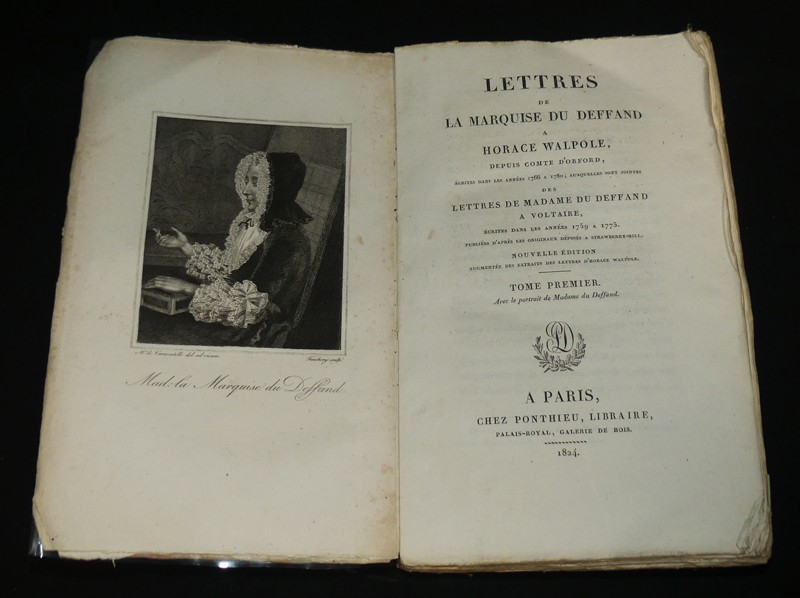 Mad: la Marquise du Deffand
LETTRES
DE
LA MARQUISE DU DEFFAND
A
HORACE WALPOLE,
DEPUIS COMTE D'ORFORD,
ÉCRITES DANS LES ANNÉES 1766 A 1780; AUXQUELLES SONT JOINTES
DES
LETTRES DE MADAME DU DEFFAND
A VOLTAIRE,
ÉCRITES DANS LES ANNÉES 1759 A 1775.
PUBLIÉES D'APRÈS LES ORIGINAUX DÉPOSÉS A STRAWBERRY-HILL.
NOUVELLE ÉDITION
AUGMENTÉE DES EXTRAITS DES LETTRES D'HORACE WALPOLE.
TOME PREMIER.
Avec le portrait de Madame du Deffand.
A PARIS,
CHEZ PONTHIEU, LIBRAIRE,
PALAIS-ROYAL, GALERIE DE BOIS.
1824.